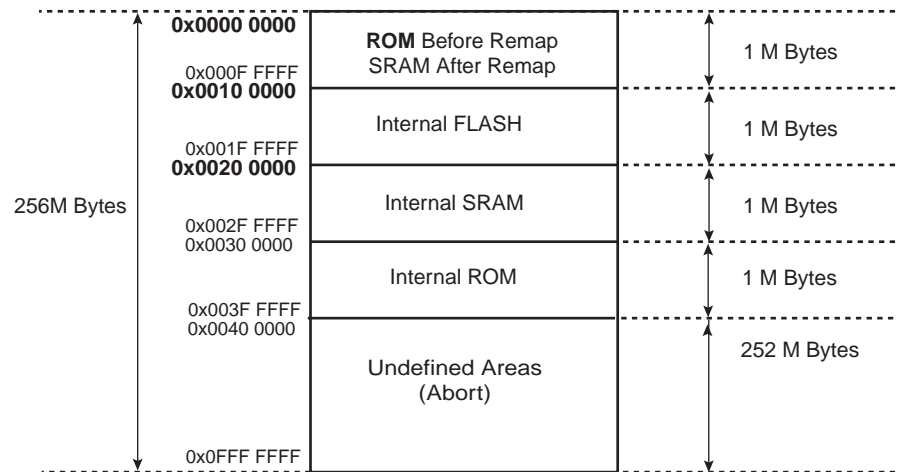 0x0000 0000
ROM Before Remap
SRAM After Remap
1 M Bytes
0x000F FFFF
0x0010 0000
Internal FLASH
1 M Bytes
0x001F FFFF
0x0020 0000
256M Bytes
Internal SRAM
1 M Bytes
0x002F FFFF
0x0030 0000
Internal ROM
1 M Bytes
0x003F FFFF
0x0040 0000
252 M Bytes
Undefined Areas
(Abort)
0x0FFF FFFF